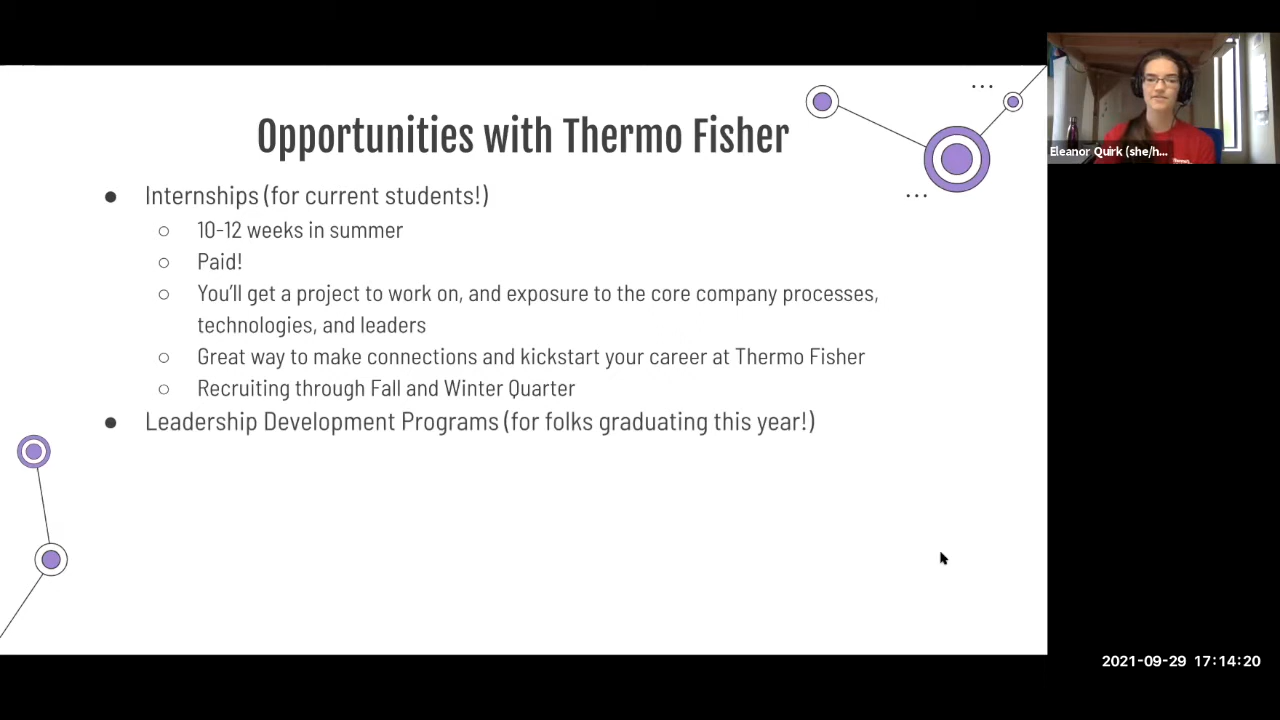 Opportunities with Thermo Fisher
● Internships (for current students!)
○ 10-12 weeks in summer
○ Paid!
○ You'll get a project to work on, and exposure to the core company processes,
technologies, and leaders
○ Great way to make connections and kickstart your career at Thermo Fisher
○ Recruiting through Fall and Winter Quarter
● Leadership Development Programs (for folks graduating this year!)
Eleanor Quirk (she/h...
2021-09-29 17:14:20